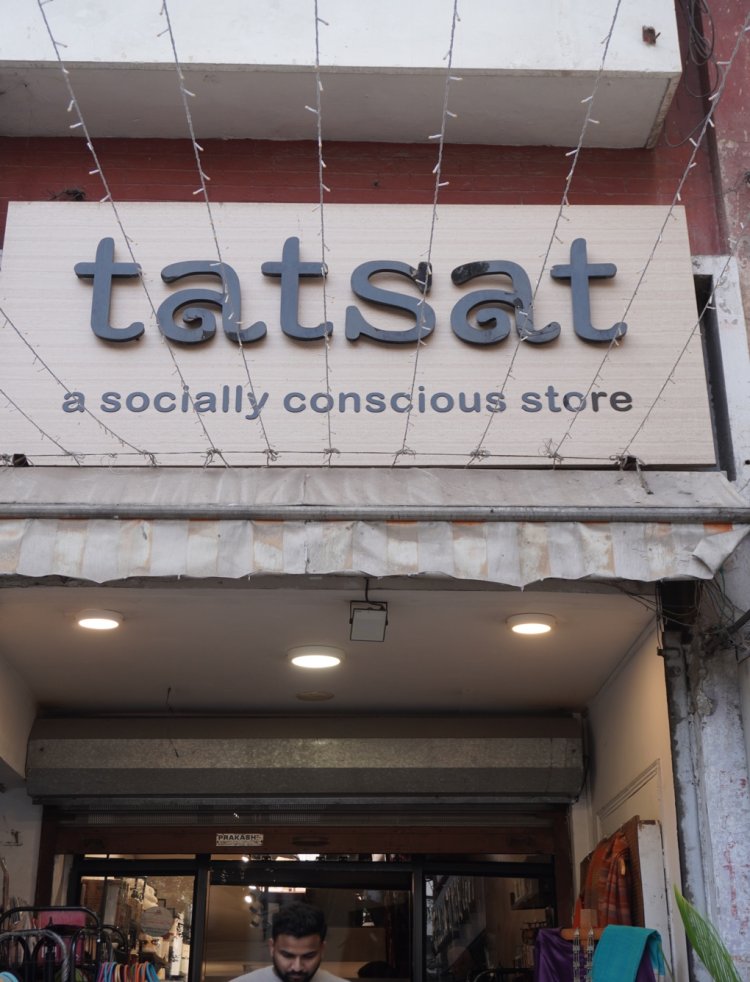 tatsat
a socially conscious store
PRAKASH